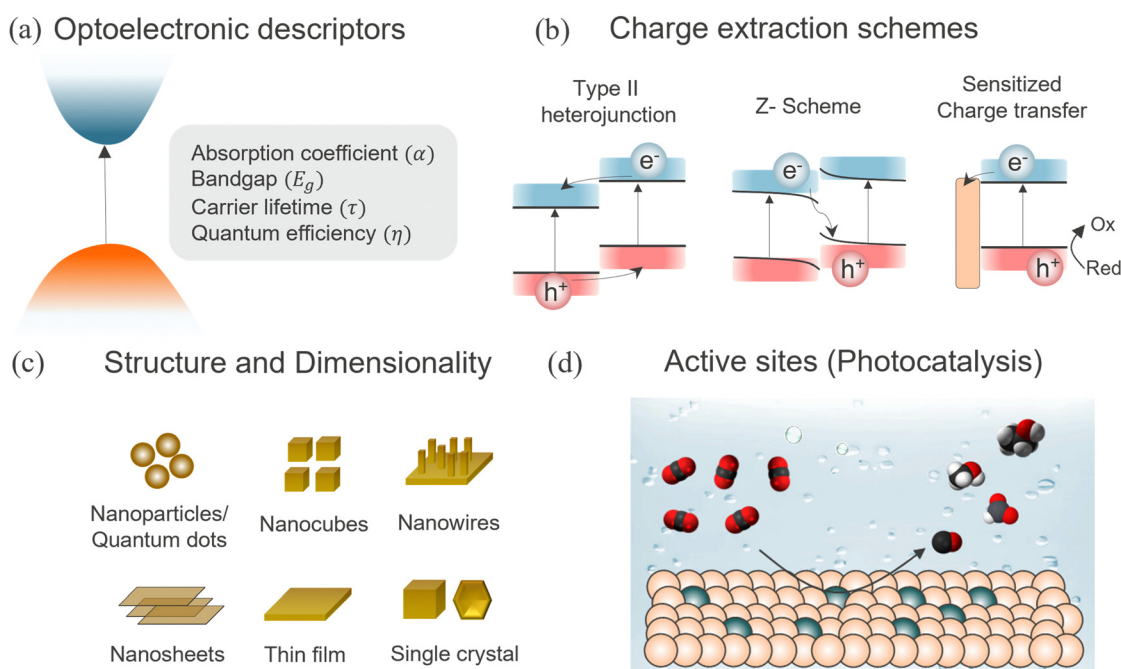 (a) Optoelectronic descriptors
Absorption coefficient (α)
Bandgap (E_g)
Carrier lifetime (τ)
Quantum efficiency (η)
(b) Charge extraction schemes
Type II
heterojunction
e⁻
h⁺
Z- Scheme
e⁻
h⁺
Sensitized
Charge transfer
e⁻
h⁺
Ox
Red
(c) Structure and Dimensionality
Nanoparticles/
Quantum dots
Nanocubes
Nanowires
Nanosheets
Thin film
Single crystal
(d) Active sites (Photocatalysis)